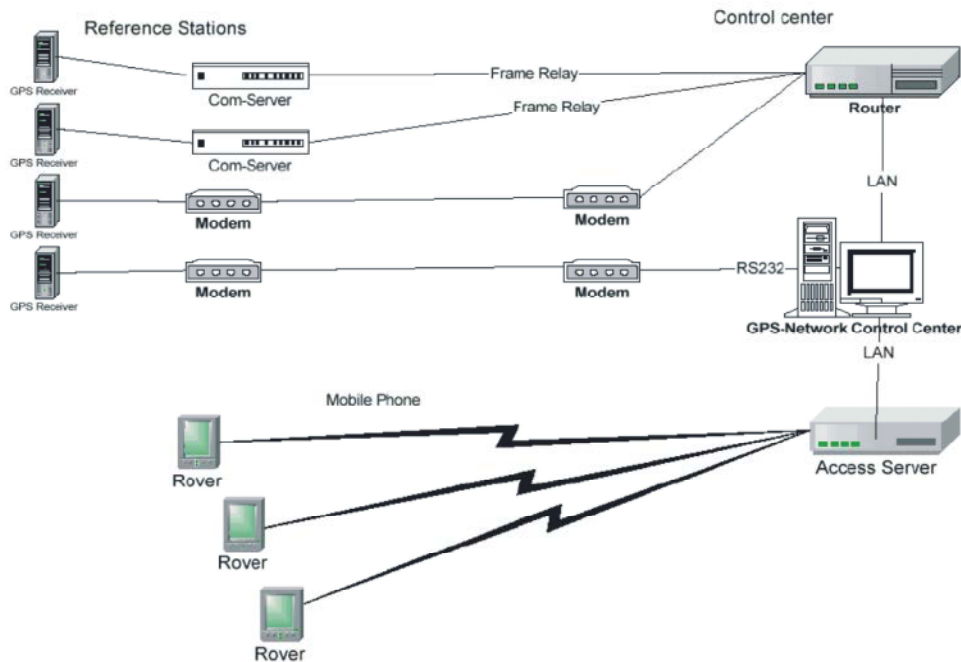 Control center
Reference Stations
GPS Receiver
Com-Server
Frame Relay
Router
GPS Receiver
Com-Server
Frame Relay
LAN
GPS Receiver
Modem
Modem
GPS Receiver
Modem
Modem
RS232
GPS-Network Control Center
LAN
Mobile Phone
Access Server
Rover
Rover
Rover